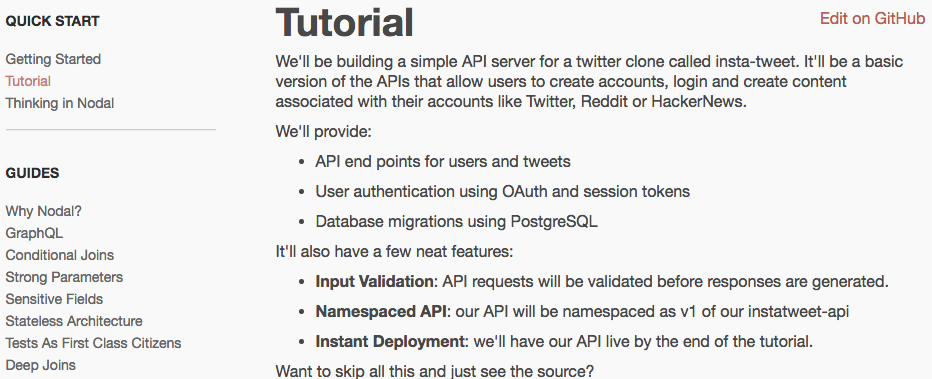 QUICK START
Getting Started
Tutorial
Thinking in Nodal
GUIDES
Why Nodal?
GraphQL
Conditional Joins
Strong Parameters
Sensitive Fields
Stateless Architecture
Tests As First Class Citizens
Deep Joins
Tutorial
Edit on GitHub
We'll be building a simple API server for a twitter clone called insta-tweet. It'll be a basic
version of the APIs that allow users to create accounts, login and create content
associated with their accounts like Twitter, Reddit or HackerNews.
We'll provide:
• API end points for users and tweets
• User authentication using OAuth and session tokens
• Database migrations using PostgreSQL
It'll also have a few neat features:
• Input Validation: API requests will be validated before responses are generated.
• Namespaced API: our API will be namespaced as v1 of our instatweet-api
• Instant Deployment: we'll have our API live by the end of the tutorial.
Want to skip all this and just see the source?